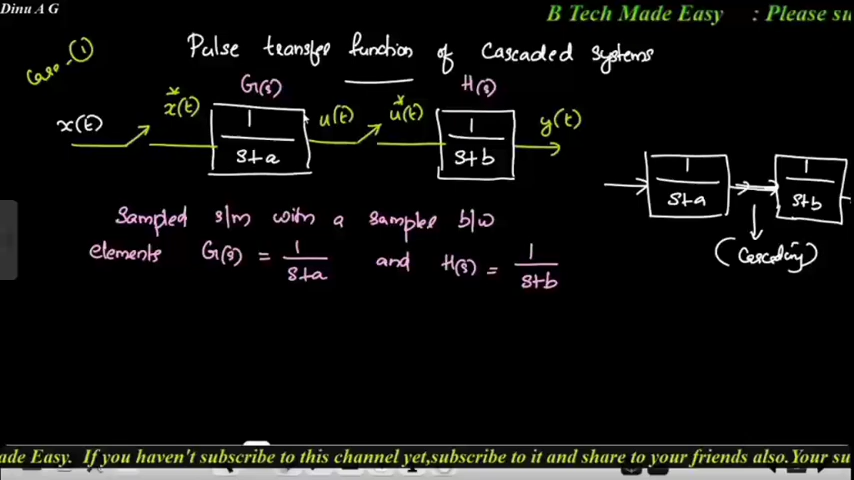 Dinu A G
B Tech Made Easy : Please su
case-①
Pulse transfer function of Cascaded Systems
G(s)
H(s)
x(t)
x*(t)
1
s+a
u(t)
u*(t)
1
s+b
y(t)
1
s+a
1
s+b
(Cascading)
Sampled s/m with a sampler b/w
elements G(s) = 1/s+a and H(s) = 1/s+b
ade Easy. If you haven't subscribe to this channel yet,subscribe to it and share to your friends also.Your su